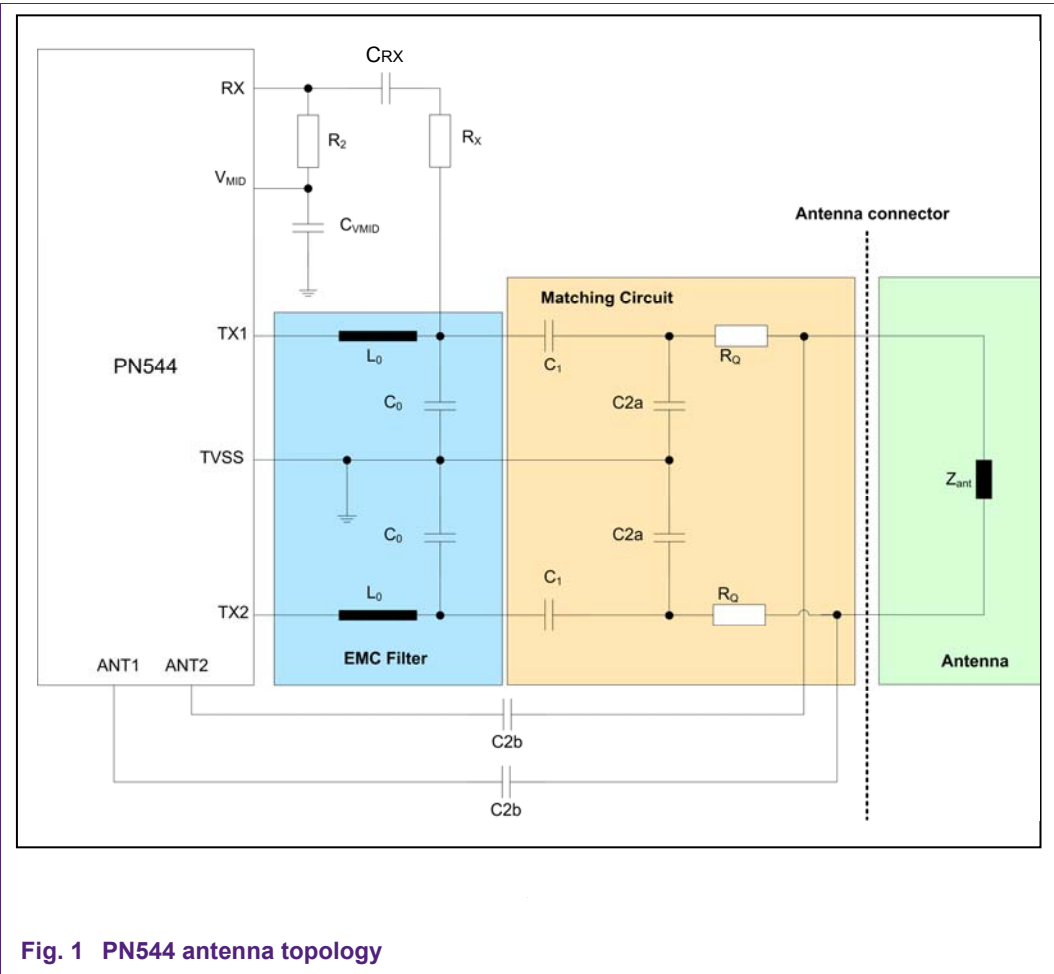 CRX
RX
R2
RX
VMID
CVMID
Antenna connector
Matching Circuit
TX1
L0
C1
RQ
PN544
C0
C2a
TVSS
Zant
C0
C2a
L0
C1
RQ
TX2
EMC Filter
Antenna
ANT1 ANT2
C2b
C2b
Fig. 1 PN544 antenna topology